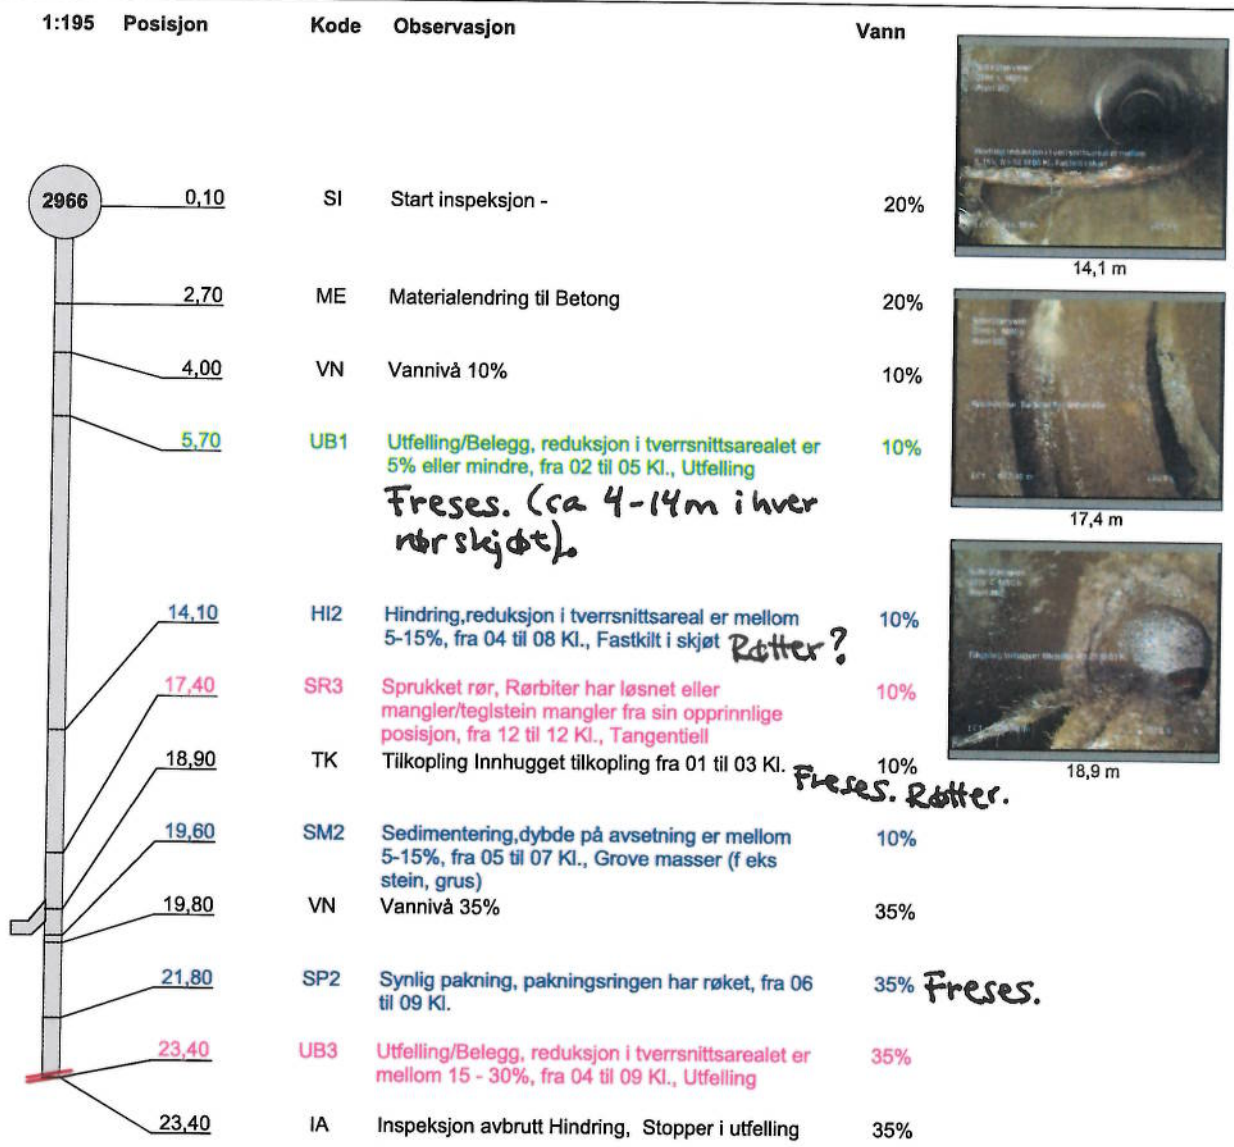 1:195 Posisjon Kode Observasjon Vann
2966 0,10 SI Start inspeksjon - 20%
14,1 m
2,70 ME Materialendring til Betong 20%
4,00 VN Vannivå 10% 10%
5,70 UB1 Utfelling/Belegg, reduksjon i tverrsnittsarealet er 10%
5% eller mindre, fra 02 til 05 Kl., Utfelling
Freses. (ca 4-14m i hver
rør skjøt).
17,4 m
14,10 HI2 Hindring,reduksjon i tverrsnittsareal er mellom 10%
5-15%, fra 04 til 08 Kl., Fastkilt i skjøt Røtter?
17,40 SR3 Sprukket rør, Rørbiter har løsnet eller 10%
mangler/teglstein mangler fra sin opprinnlige
posisjon, fra 12 til 12 Kl., Tangentiell
18,90 TK Tilkopling Innhugget tilkopling fra 01 til 03 Kl. 10%
Freses. Røtter.
18,9 m
19,60 SM2 Sedimentering,dybde på avsetning er mellom 10%
5-15%, fra 05 til 07 Kl., Grove masser (f eks
stein, grus)
19,80 VN Vannivå 35% 35%
21,80 SP2 Synlig pakning, pakningsringen har røket, fra 06 35% Freses.
til 09 Kl.
23,40 UB3 Utfelling/Belegg, reduksjon i tverrsnittsarealet er 35%
mellom 15 - 30%, fra 04 til 09 Kl., Utfelling
23,40 IA Inspeksjon avbrutt Hindring, Stopper i utfelling 35%